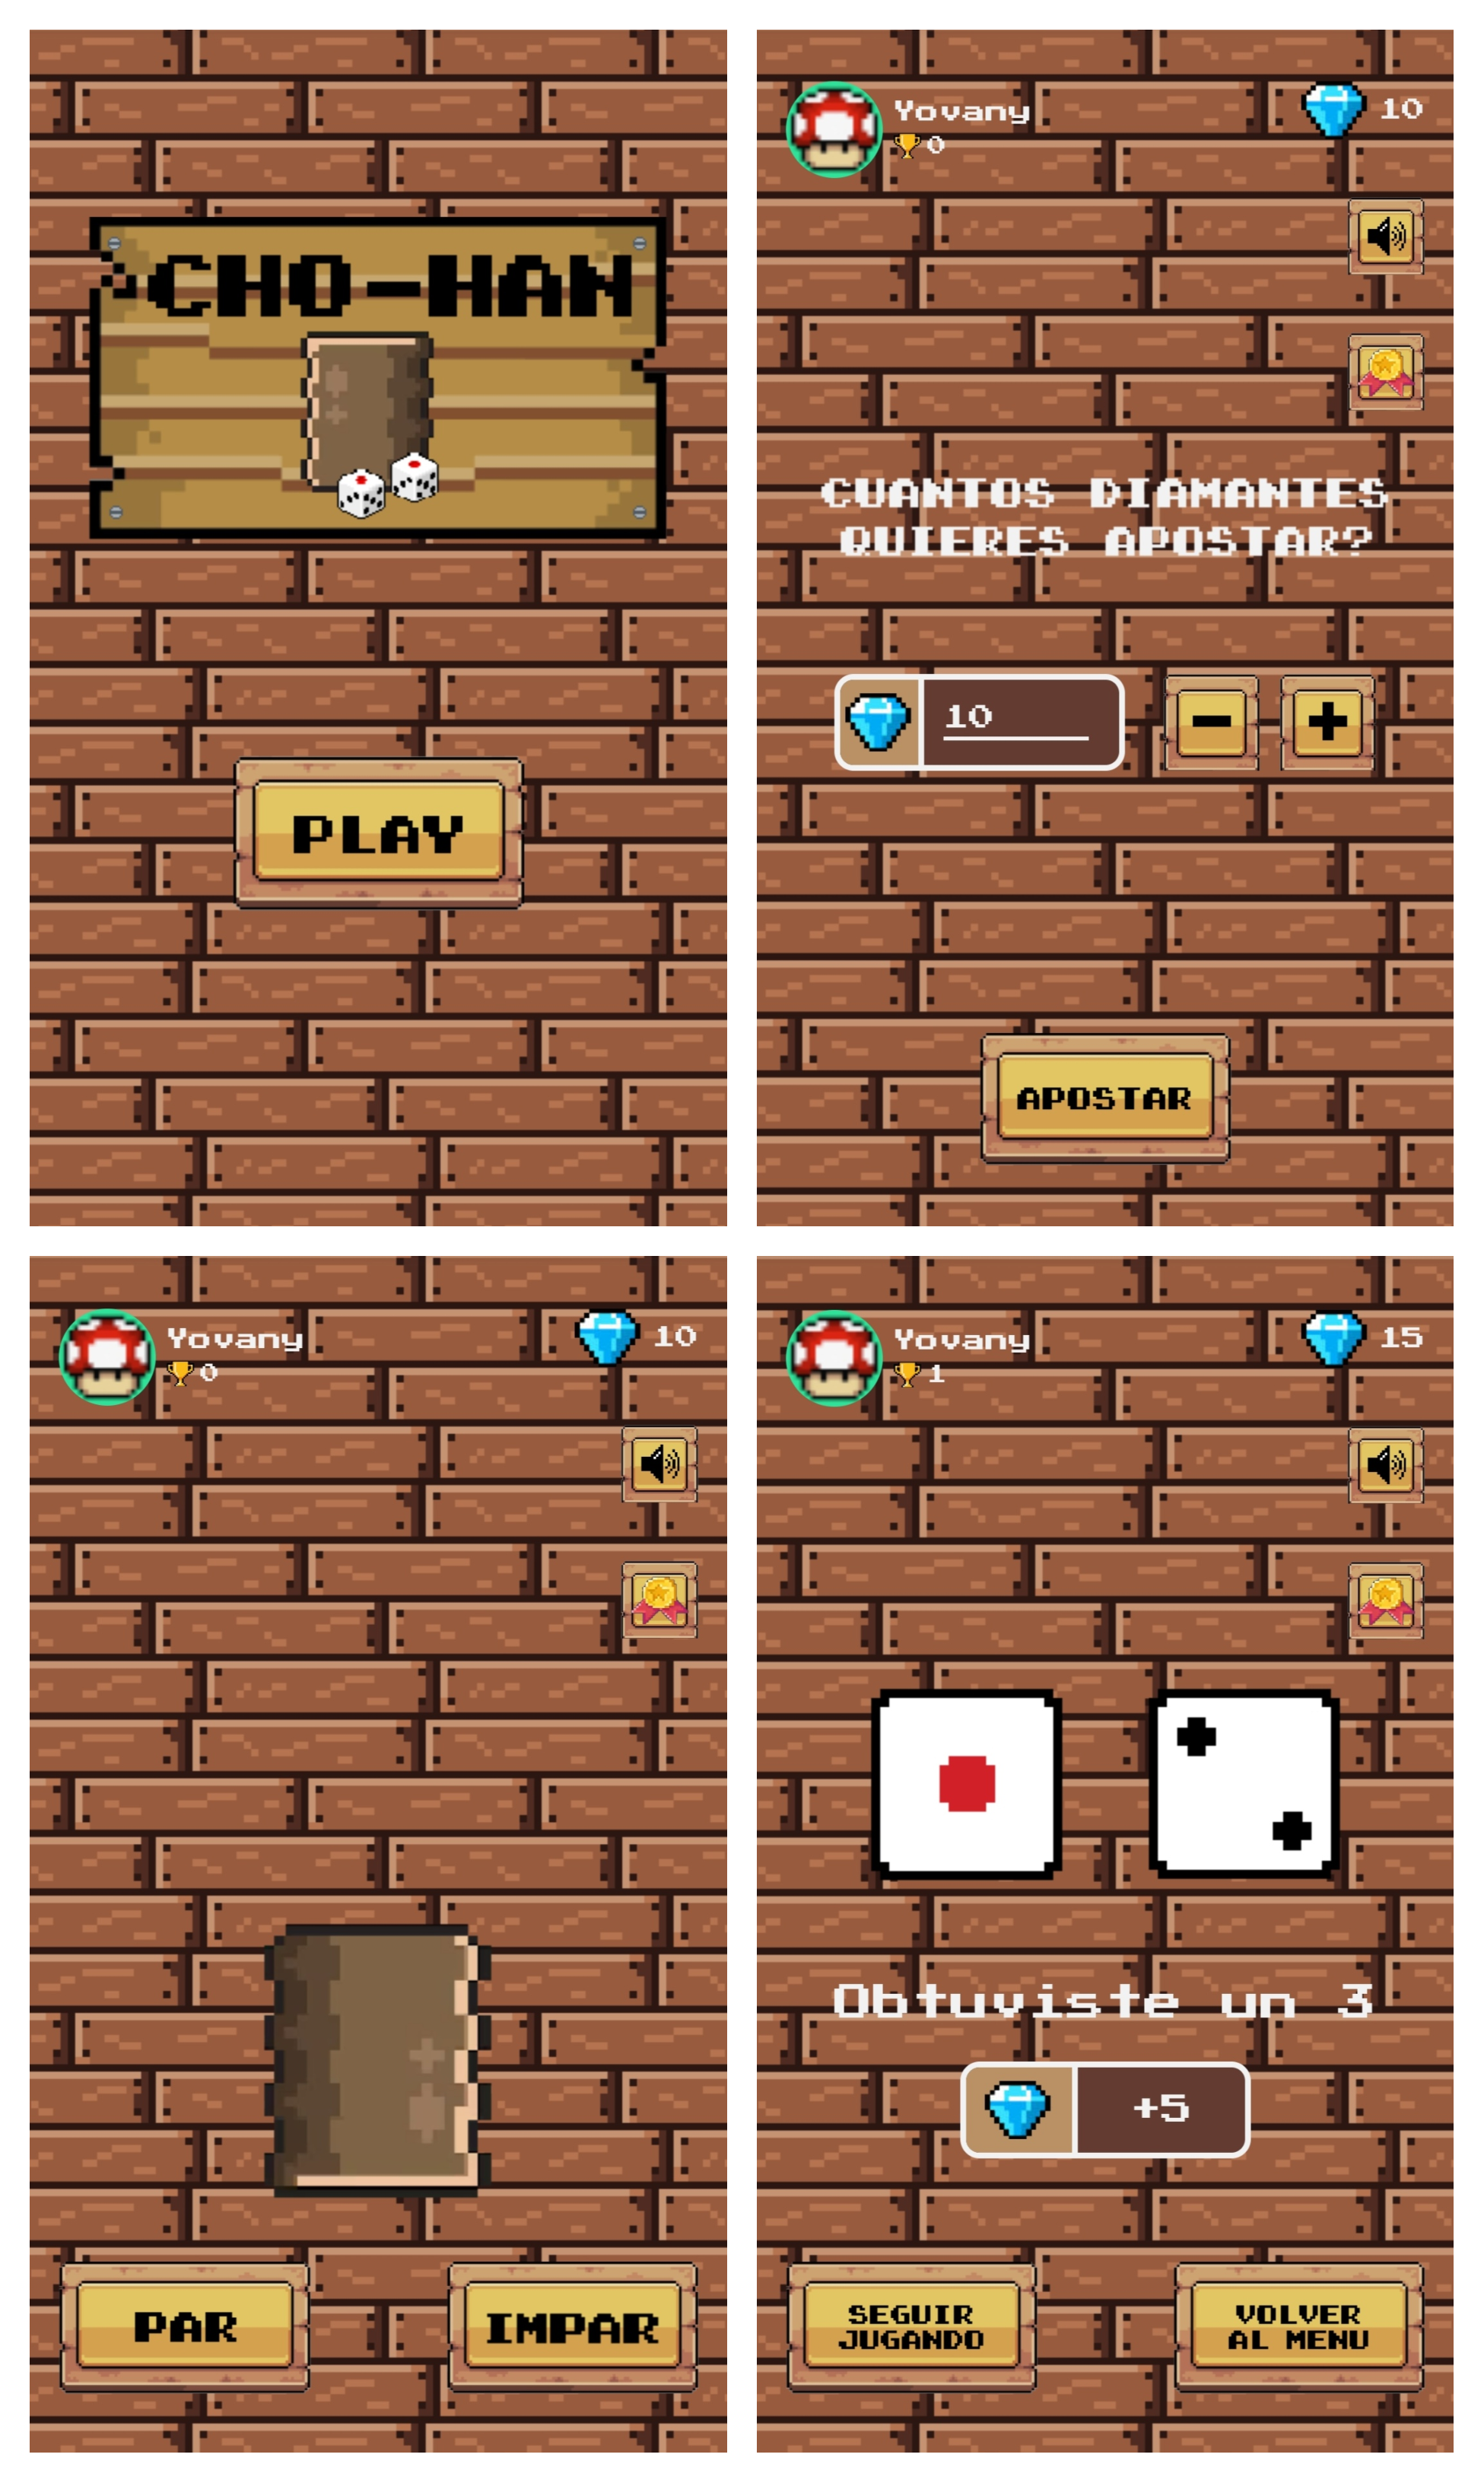 CHO-HAN
PLAY
Yovany
0
10
CUANTOS DIAMANTES
QUIERES APOSTAR?
10
- +
APOSTAR
Yovany
0
10
PAR
IMPAR
Yovany
1
15
Obtuviste un 3
+5
SEGUIR
JUGANDO
VOLVER
AL MENU